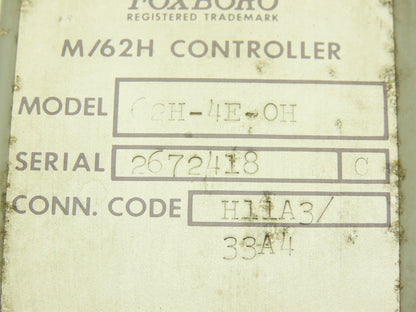 FOXBORO
REGISTERED TRADEMARK
M/62H CONTROLLER
MODEL 62H-4E-OH
SERIAL 2672418 C
CONN. CODE H11A3/
33A4